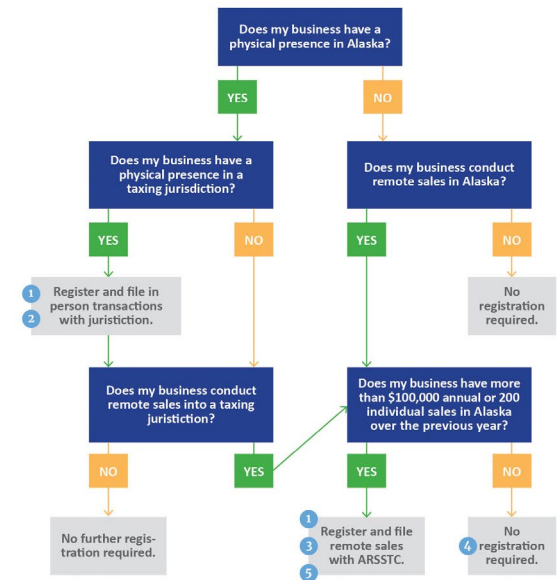 Does my business have a
physical presence in Alaska?
YES
NO
Does my business have a
physical presence in a
taxing jurisdiction?
Does my business conduct
remote sales in Alaska?
YES
NO
YES
NO
1
2
Register and file in
person transactions
with juristiction.
No
registration
required.
Does my business conduct
remote sales into a taxing
jurisdiction?
Does my business have more
than $100,000 annual or 200
individual sales in Alaska
over the previous year?
NO
YES
YES
NO
No further regis-
tration required.
1
3
5
Register and file
remote sales
with ARSSTC.
4
No
registration
required.